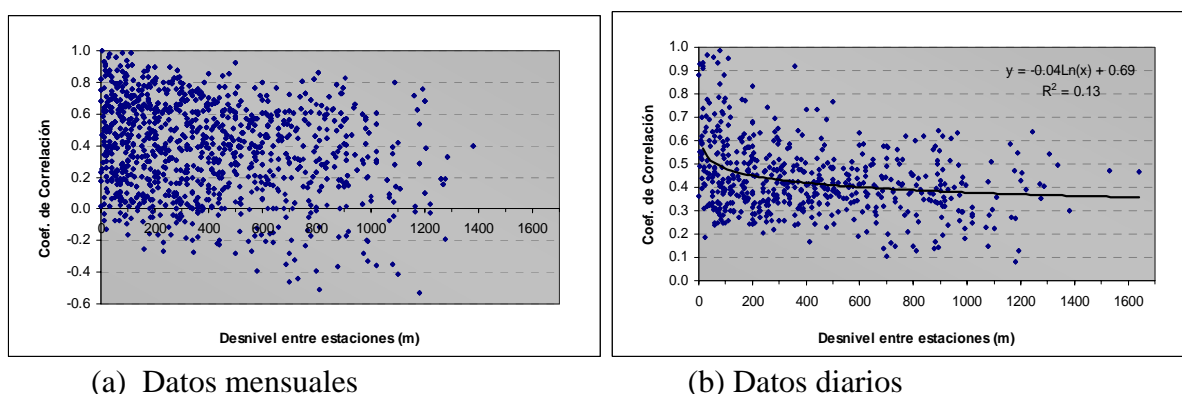 1.0
0.8
0.6
0.4
0.2
0.0
-0.2
-0.4
-0.6
0 200 400 600 800 1000 1200 1400 1600
Coef. de Correlación
Desnivel entre estaciones (m)
(a) Datos mensuales
1.0
0.9
0.8
0.7
0.6
0.5
0.4
0.3
0.2
0.1
0.0
0 200 400 600 800 1000 1200 1400 1600
Coef. de Correlación
y = -0.04Ln(x) + 0.69
R² = 0.13
Desnivel entre estaciones (m)
(b) Datos diarios